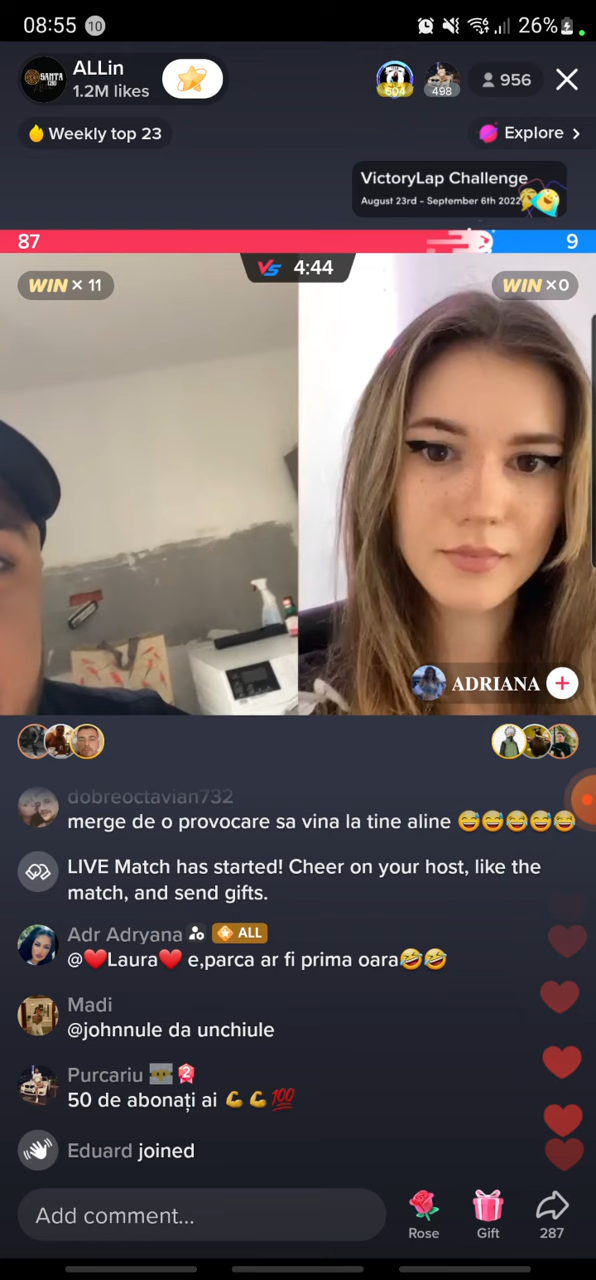 08:55 10 26%
ALLin
1.2M likes
604 498 956
Weekly top 23
Explore >
VictoryLap Challenge
August 23rd - September 6th 2022
87 9
VS 4:44
WIN × 11
WIN ×0
SANTA
ADRIANA +
dobreoctavian732
merge de o provocare sa vina la tine aline 😅😅😅😅😅
LIVE Match has started! Cheer on your host, like the
match, and send gifts.
Adr Adryana ALL
@❤️Laura❤️ e,parca ar fi prima oara🤣🤣
Madi
@johnnule da unchiule
Purcariu 2
50 de abonați ai 💪💪💯
Eduard joined
Add comment...
Rose Gift 287